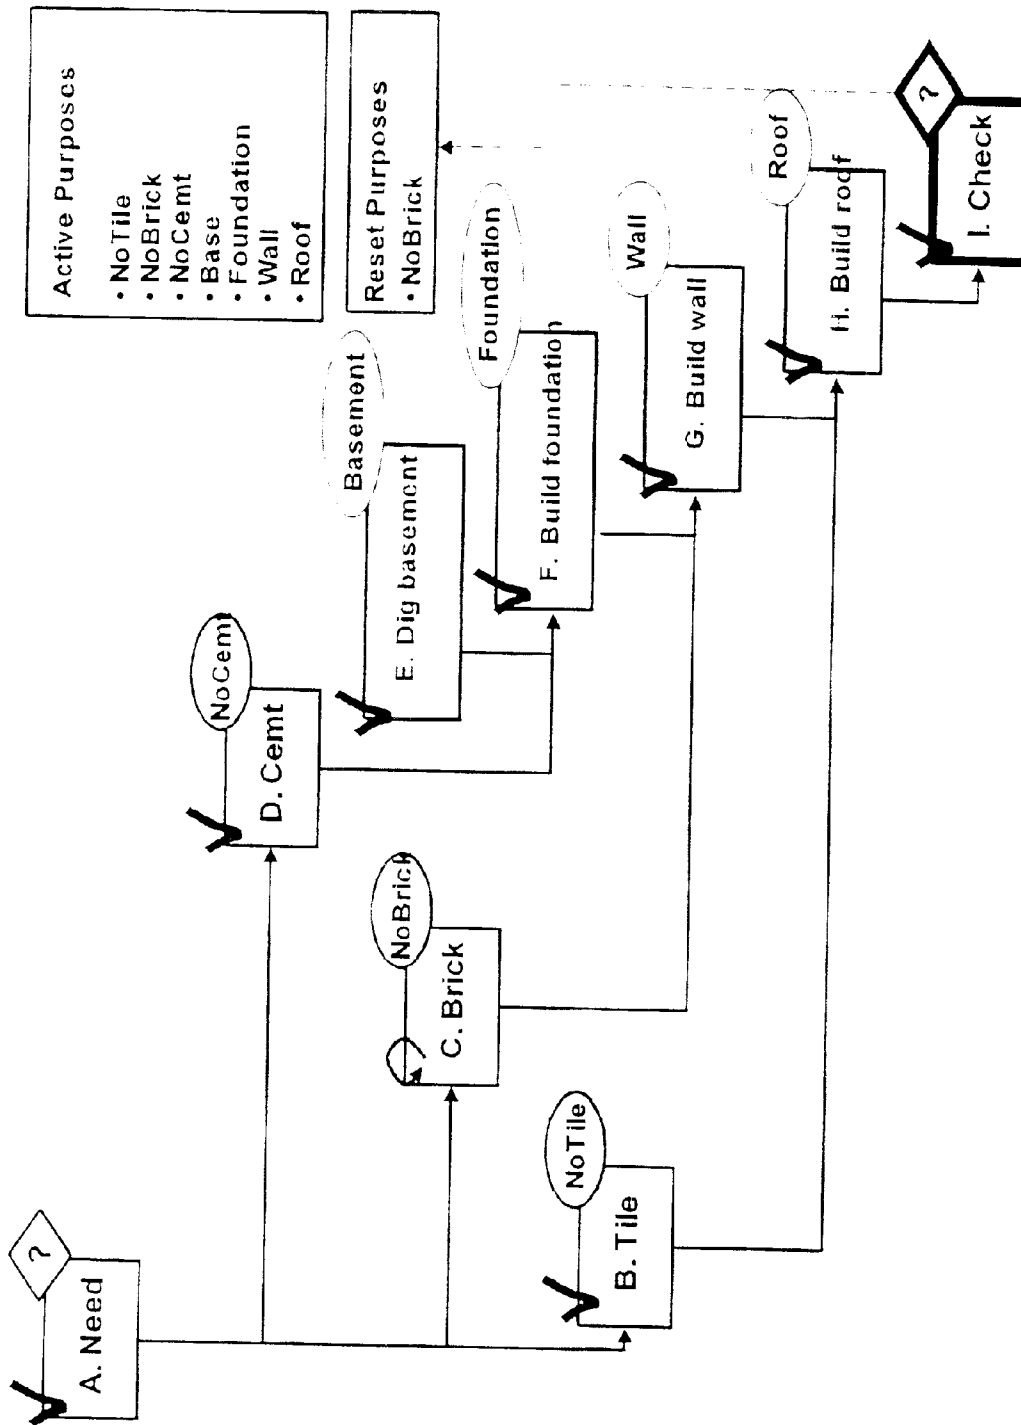 ?
A. Need
Active Purposes
• NoTile
• NoBrick
• NoCemt
• Base
• Foundation
• Wall
• Roof
NoCemt
D. Cemt
Reset Purposes
• NoBrick
Basement
E. Dig basement
NoBrick
C. Brick
Foundation
F. Build foundation
NoTile
B. Tile
Wall
G. Build wall
Roof
H. Build roof
?
I. Check